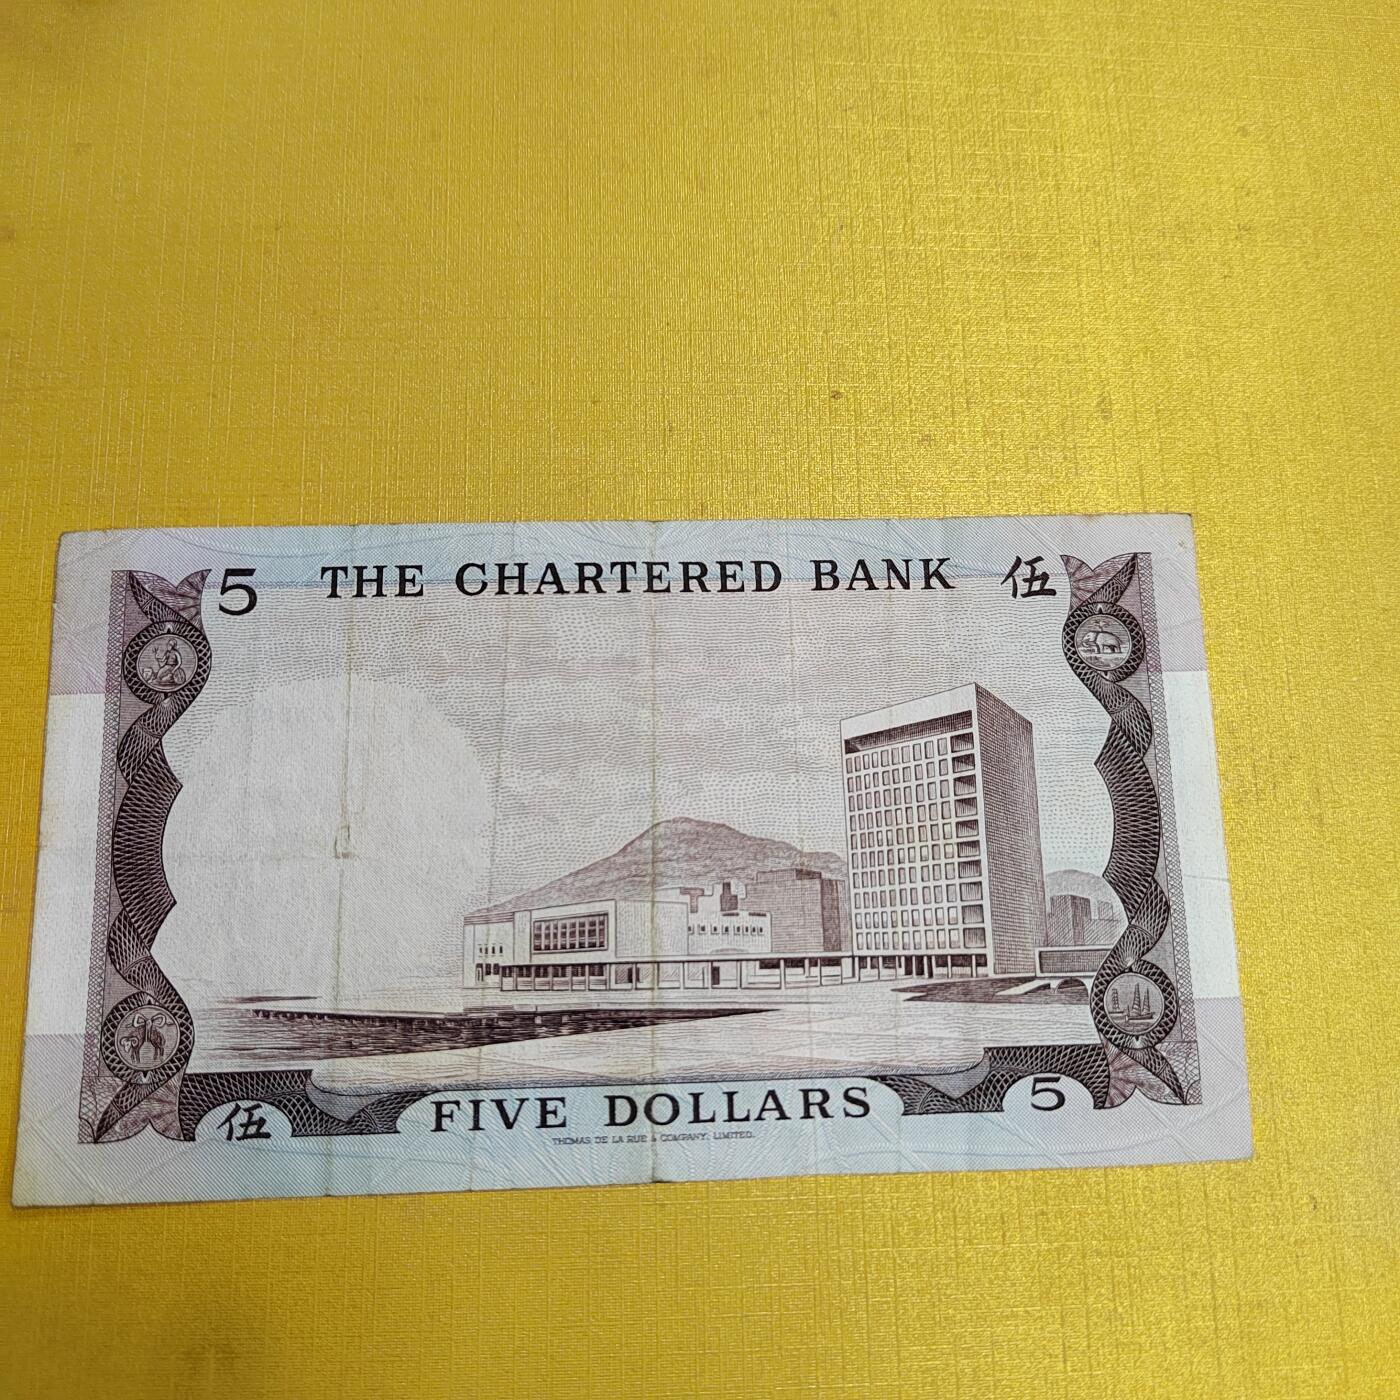 5 THE CHARTERED BANK 伍
伍 FIVE DOLLARS 5
THOMAS DE LA RUE & COMPANY, LIMITED.